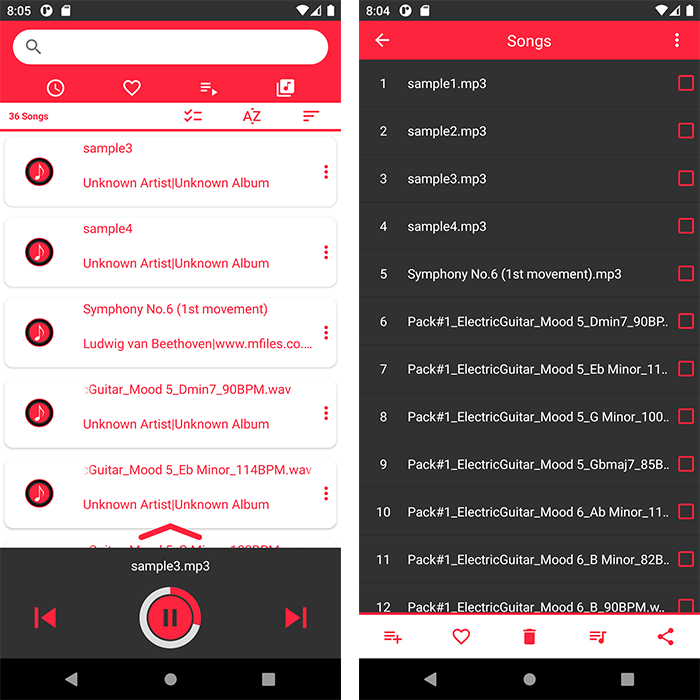 8:05
36 Songs
AZ
sample3
Unknown Artist|Unknown Album
sample4
Unknown Artist|Unknown Album
Symphony No.6 (1st movement)
Ludwig van Beethoven|www.mfiles.co....
Guitar_Mood 5_Dmin7_90BPM.wav
Unknown Artist|Unknown Album
Guitar_Mood 5_Eb Minor_114BPM.wav
Unknown Artist|Unknown Album
sample3.mp3
8:04
Songs
1 sample1.mp3
2 sample2.mp3
3 sample3.mp3
4 sample4.mp3
5 Symphony No.6 (1st movement).mp3
6 Pack#1_ElectricGuitar_Mood 5_Dmin7_90BP..
7 Pack#1_ElectricGuitar_Mood 5_Eb Minor_11..
8 Pack#1_ElectricGuitar_Mood 5_G Minor_100..
9 Pack#1_ElectricGuitar_Mood 5_Gbmaj7_85B..
10 Pack#1_ElectricGuitar_Mood 6_Ab Minor_11..
11 Pack#1_ElectricGuitar_Mood 6_B Minor_82B..
12 Pack#1_ElectricGuitar_Mood 6_B_90BPM.w..